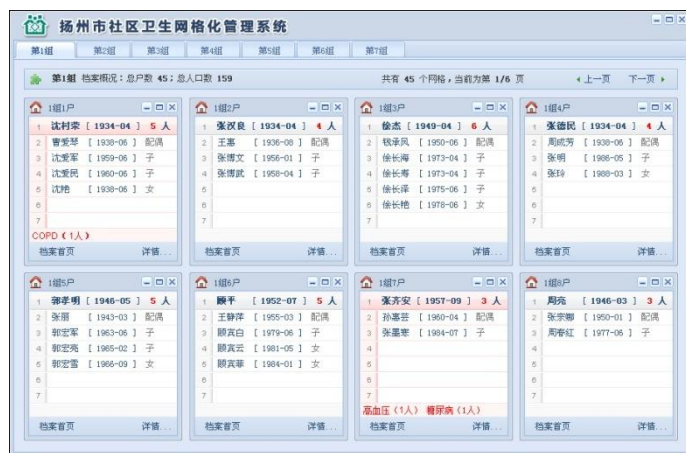 扬州市社区卫生网格化管理系统
第1组 第2组 第3组 第4组 第5组 第6组 第7组
第1组 档案概况：总户数 45；总人口数 159 共有 45 个网格，当前为第 1/6 页 上一页 下一页
1组1户
1 沈村荣 [ 1934-04 ] 5 人
2 曹爱琴 [ 1938-06 ] 配偶
3 沈爱军 [ 1959-06 ] 子
4 沈爱民 [ 1960-06 ] 子
5 沈艳 [ 1938-06 ] 女
6
7
COPD（1人）
档案首页 详情...
1组2户
1 张汉良 [ 1934-04 ] 4 人
2 王惠 [ 1936-08 ] 配偶
3 张博文 [ 1956-01 ] 子
4 张博武 [ 1958-04 ] 子
5
6
7
档案首页 详情...
1组3户
1 徐杰 [ 1949-04 ] 6 人
2 钱承风 [ 1950-06 ] 配偶
3 徐长海 [ 1973-04 ] 子
4 徐长寿 [ 1973-04 ] 子
5 徐长泽 [ 1975-06 ] 子
6 徐长艳 [ 1978-06 ] 女
7
档案首页 详情...
1组4户
1 张德民 [ 1934-04 ] 4 人
2 周成芳 [ 1938-06 ] 配偶
3 张明 [ 1986-05 ] 子
4 张玲 [ 1988-03 ] 女
5
6
7
档案首页 详情...
1组5户
1 郭孝明 [ 1946-05 ] 5 人
2 张丽 [ 1943-03 ] 配偶
3 郭宏军 [ 1963-06 ] 子
4 郭宏亮 [ 1965-02 ] 子
5 郭宏雪 [ 1966-09 ] 女
6
7
档案首页 详情...
1组6户
1 顾平 [ 1952-07 ] 5 人
2 王静萍 [ 1955-03 ] 配偶
3 顾宾白 [ 1979-06 ] 子
4 顾宾云 [ 1981-05 ] 女
5 顾宾菲 [ 1984-01 ] 女
6
7
档案首页 详情...
1组7户
1 张齐安 [ 1957-09 ] 3 人
2 孙惠芸 [ 1960-04 ] 配偶
3 张墨寒 [ 1984-07 ] 子
4
5
6
7
高血压（1人） 糖尿病（1人）
档案首页 详情...
1组8户
1 周亮 [ 1946-03 ] 3 人
2 张宗卿 [ 1950-01 ] 配偶
3 周春红 [ 1977-06 ] 子
4
5
6
7
档案首页 详情...